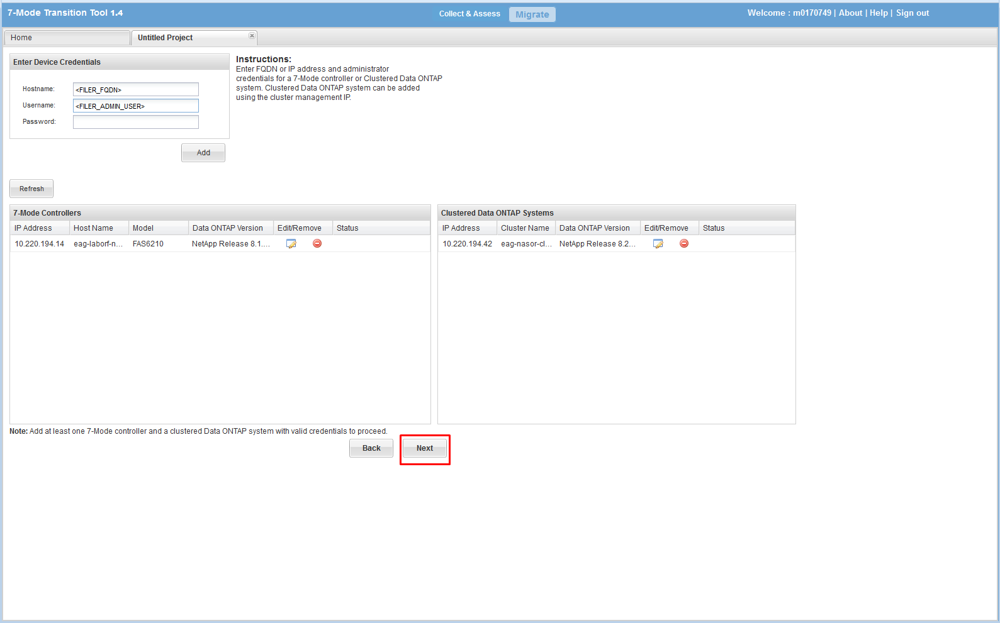 7-Mode Transition Tool 1.4
Collect & Assess
Migrate
Welcome : m0170749 | About | Help | Sign out
Home
Untitled Project
Enter Device Credentials
Hostname:
<FILER_FQDN>
Username:
<FILER_ADMIN_USER>
Password:
Add
Instructions:
Enter FQDN or IP address and administrator
credentials for a 7-Mode controller or Clustered Data ONTAP
system. Clustered Data ONTAP system can be added
using the cluster management IP.
Refresh
7-Mode Controllers
IP Address Host Name Model Data ONTAP Version Edit/Remove Status
10.220.194.14 eag-laborf-n... FAS6210 NetApp Release 8.1....
Clustered Data ONTAP Systems
IP Address Cluster Name Data ONTAP Version Edit/Remove Status
10.220.194.42 eag-nasor-cl... NetApp Release 8.2...
Note: Add at least one 7-Mode controller and a clustered Data ONTAP system with valid credentials to proceed.
Back
Next